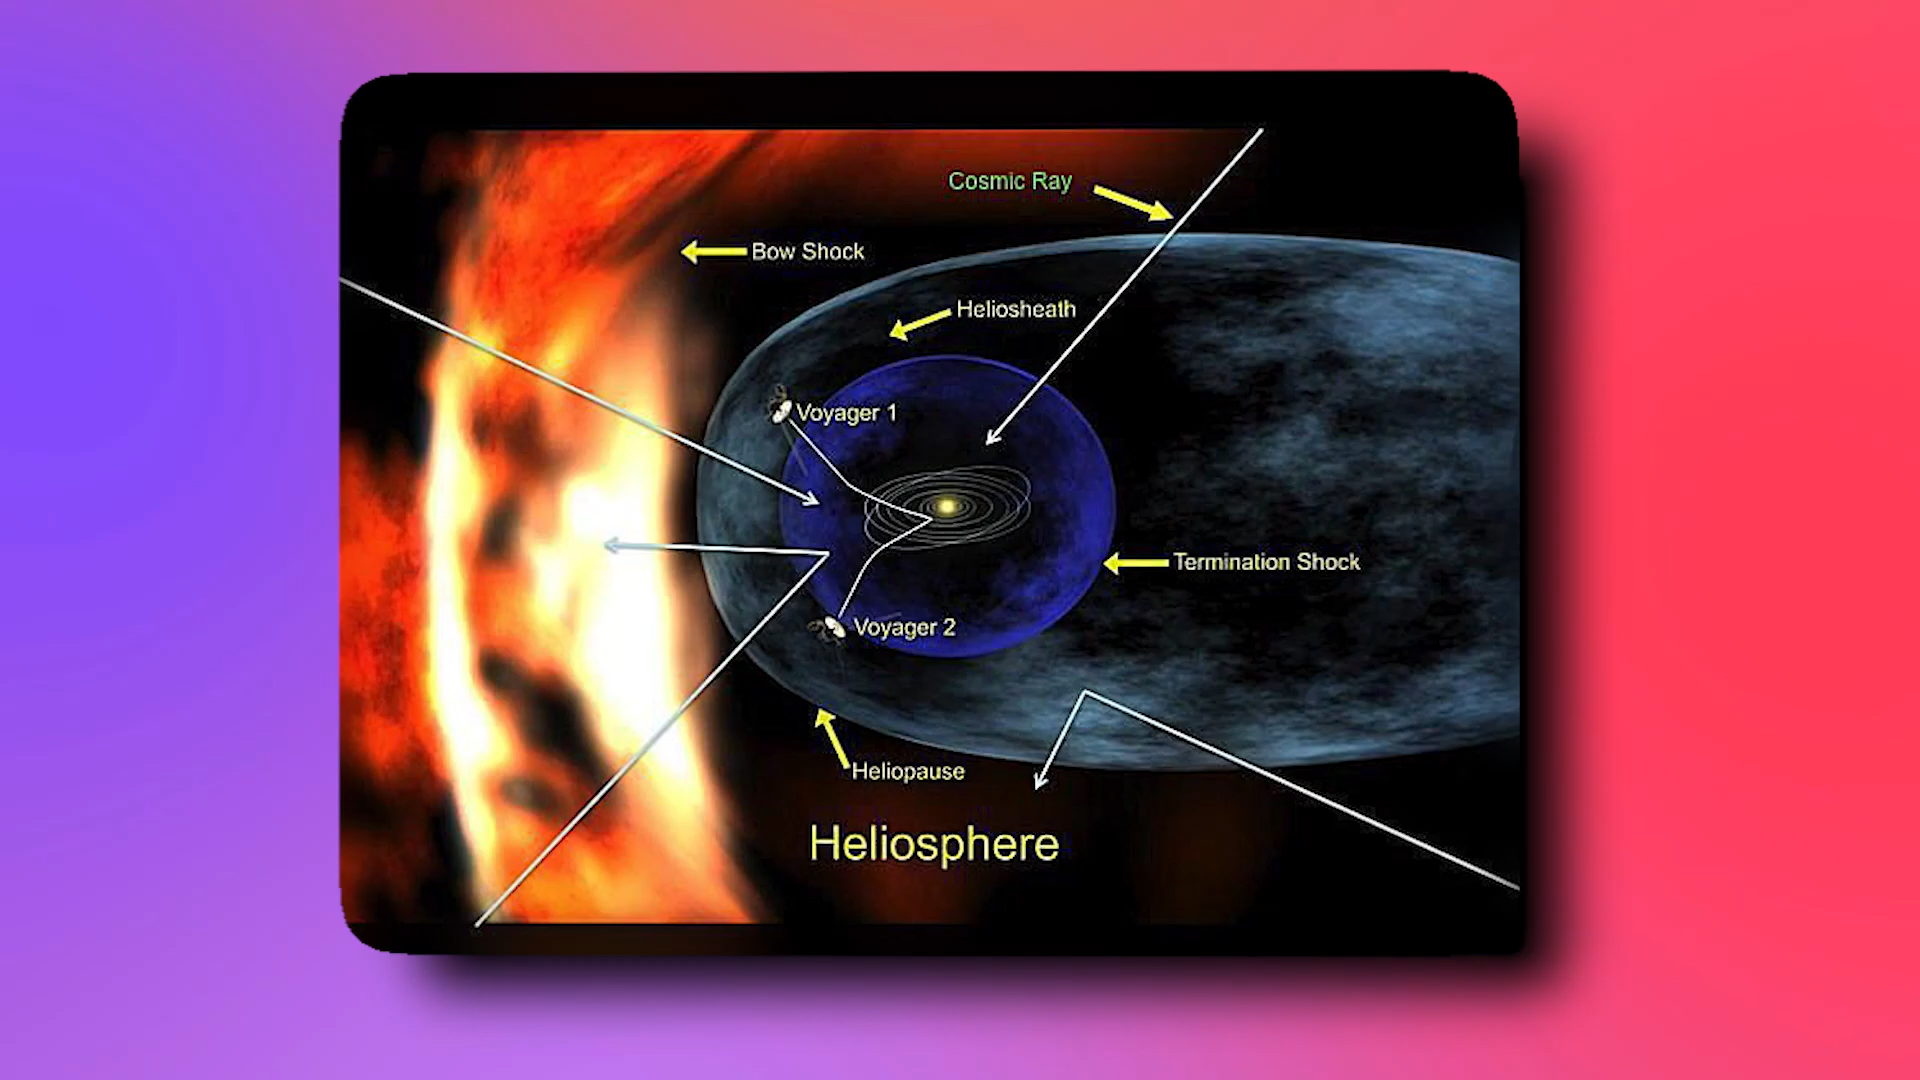 Cosmic Ray
Bow Shock
Heliosheath
Voyager 1
Termination Shock
Voyager 2
Heliopause
Heliosphere